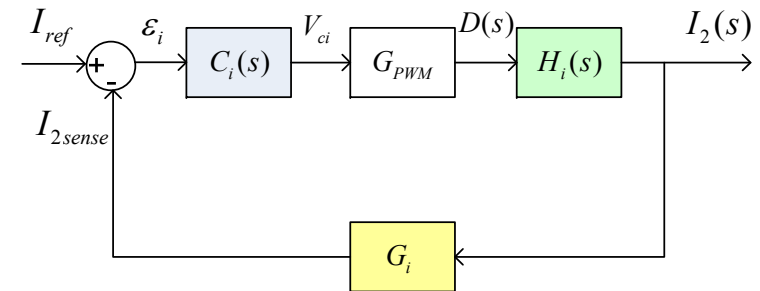 I_ref
ε_i
V_ci
D(s)
I_2(s)
+
-
C_i(s)
G_PWM
H_i(s)
I_2sense
G_i